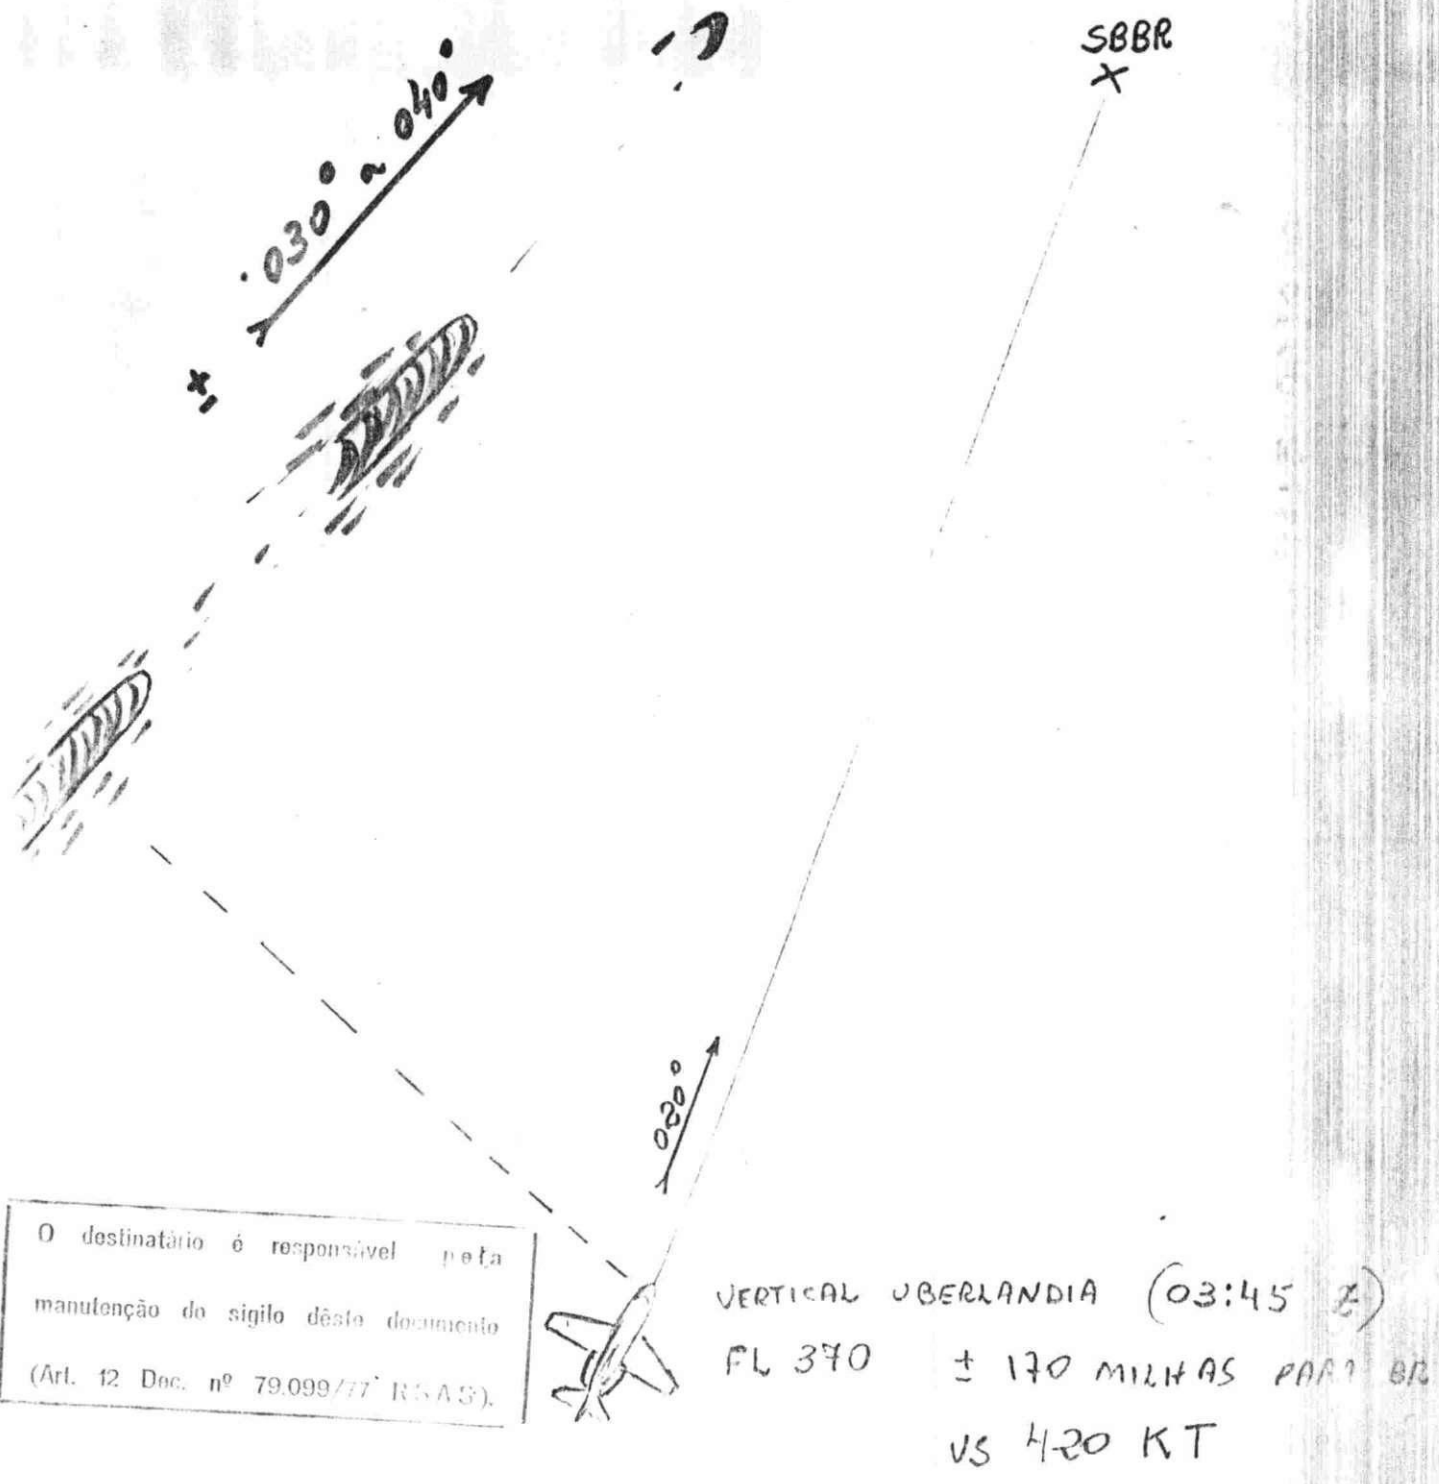 SBBR
030° ~ 040°
020°
O destinatário é responsável pela
manutenção do sigilo dêste documento
(Art. 12 Dec. nº 79.099/77 RSAS).
VERTICAL UBERLANDIA (03:45 Z)
FL 370 ± 170 MILHAS PARA BR
VS 420 KT